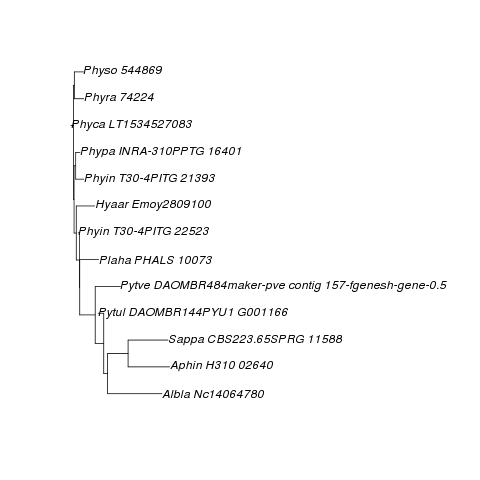 Physo 544869
Phyra 74224
Phyca LT1534527083
Phypa INRA-310PPTG 16401
Phyin T30-4PITG 21393
Hyaar Emoy2809100
Phyin T30-4PITG 22523
Plaha PHALS 10073
Pytve DAOMBR484maker-pve contig 157-fgenesh-gene-0.5
Pytul DAOMBR144PYU1 G001166
Sappa CBS223.65SPRG 11588
Aphin H310 02640
Albla Nc14064780